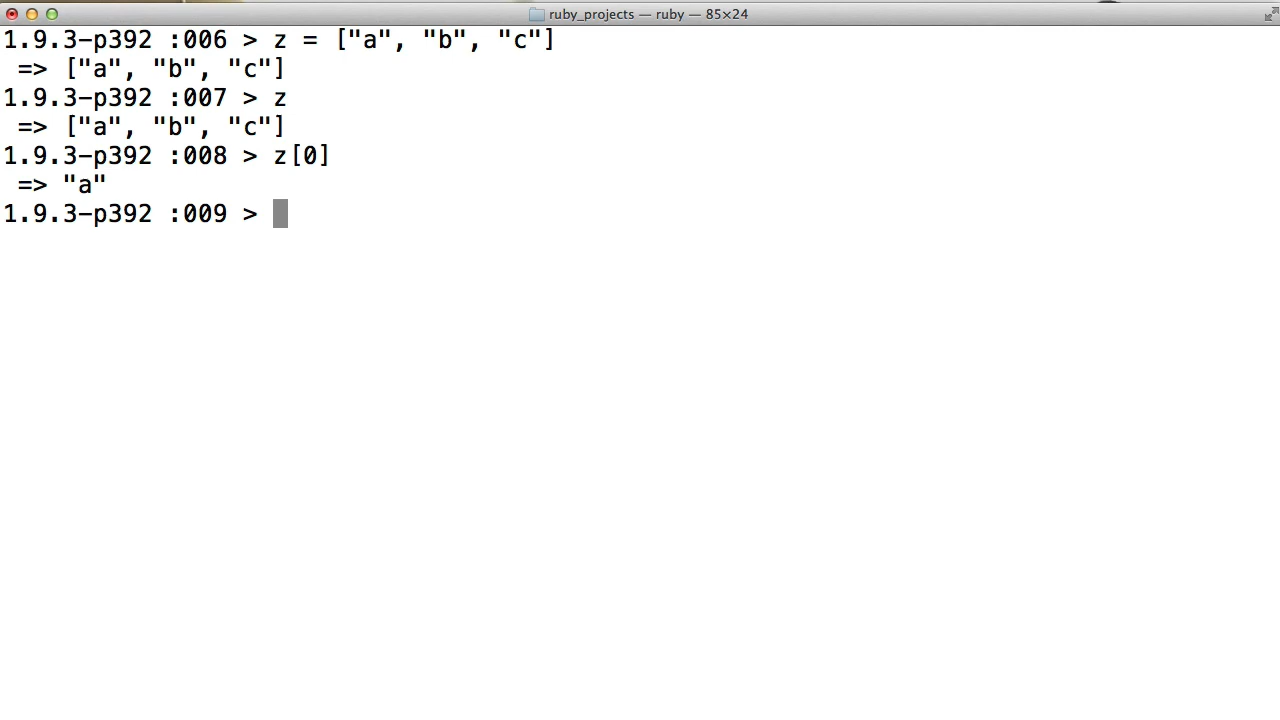 ruby_projects — ruby — 85×24
1.9.3-p392 :006 > z = ["a", "b", "c"]
 => ["a", "b", "c"]
1.9.3-p392 :007 > z
 => ["a", "b", "c"]
1.9.3-p392 :008 > z[0]
 => "a"
1.9.3-p392 :009 >